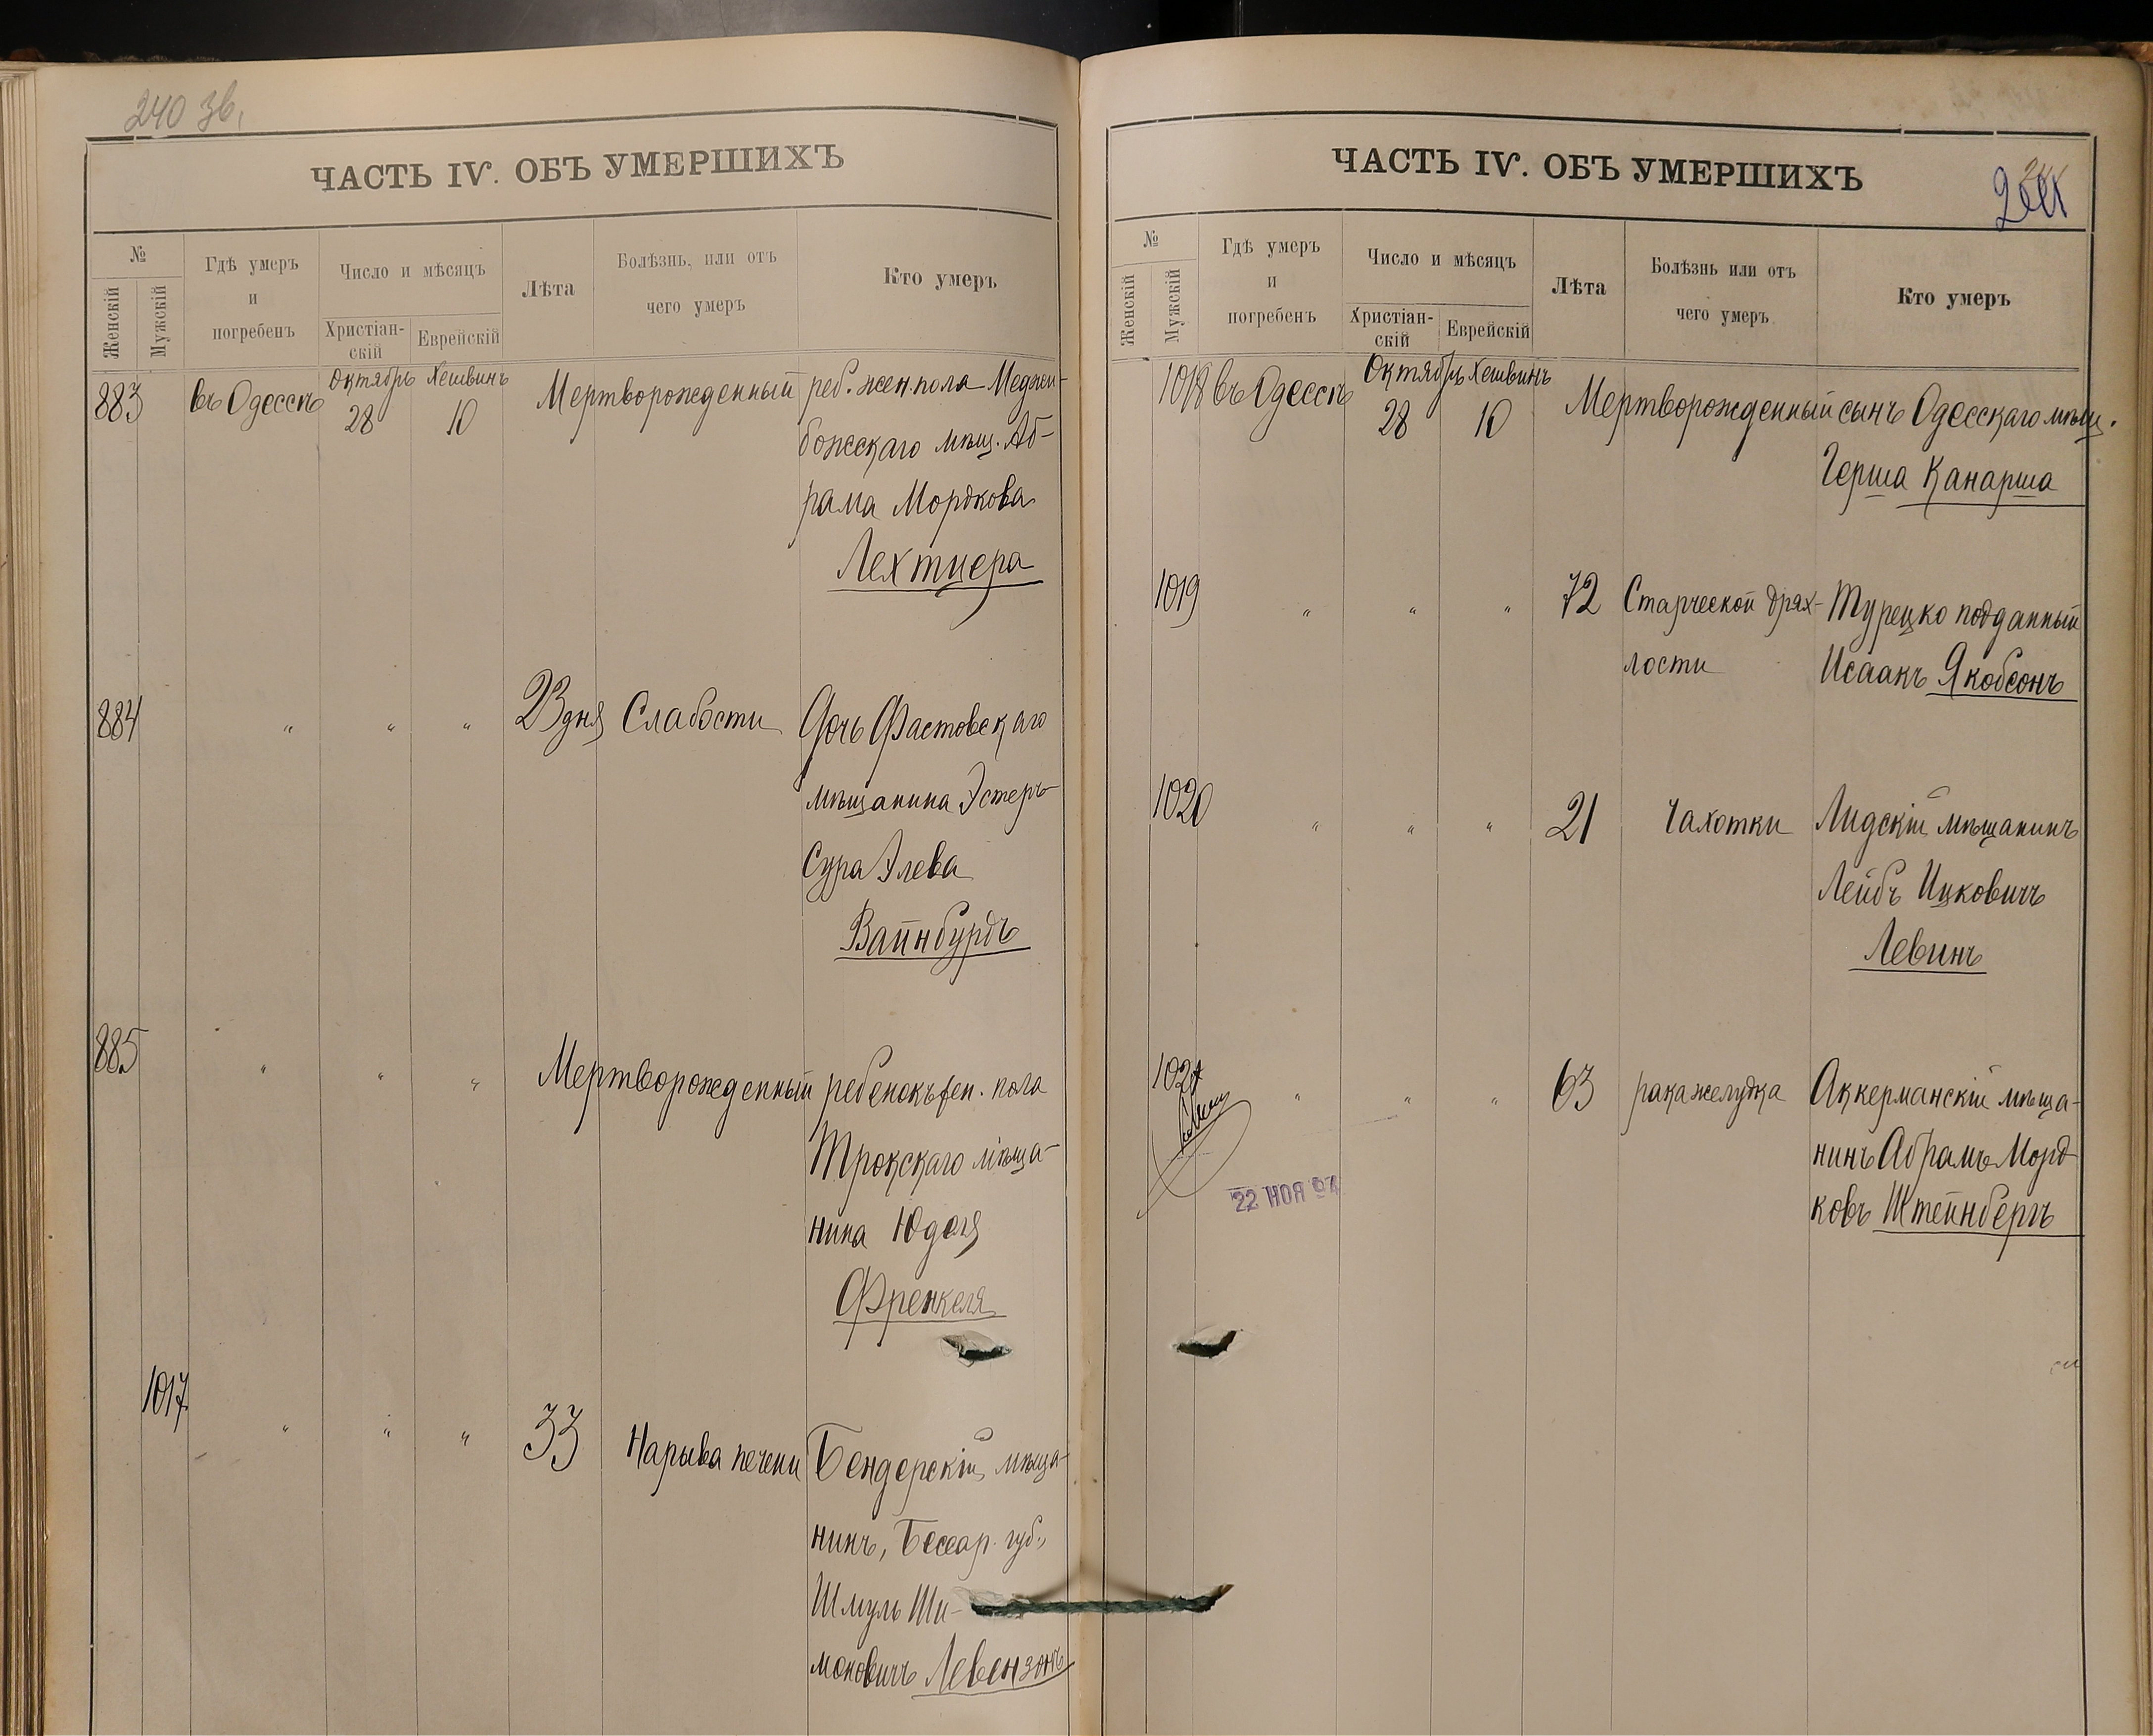 240 зв.
ЧАСТЬ IV. ОБЪ УМЕРШИХЪ
№
Женскій
Мужскій
Гдѣ умеръ
и
погребенъ
Число и мѣсяцъ
Христіан-
скій
Еврейскій
Лѣта
Болѣзнь, или отъ
чего умеръ
Кто умеръ
883 въ Одессѣ Октябрь 28 Хешвинъ 10 Мертворожденный реб. жен. пола Меджи-
божскаго мѣщ. Аб-
рама Мордкова
Лехтцера
884 " " " 23 дня Слабости Дочь Фастовскаго
мѣщанина Эстеръ
Сура Элева
Вайнбурдъ
885 " " " Мертворожденный ребенокъ жен. пола
Трокскаго мѣща-
нина Юделя
Френкеля
1017 " " " 33 Нарыва печени Бендерскій мѣща-
нинъ, Бессар. губ.,
Шмуль Ши-
моновичъ Левензонъ
ЧАСТЬ IV. ОБЪ УМЕРШИХЪ
№
Женскій
Мужскій
Гдѣ умеръ
и
погребенъ
Число и мѣсяцъ
Христіан-
скій
Еврейскій
Лѣта
Болѣзнь или отъ
чего умеръ
Кто умеръ
1018 въ Одессѣ Октябрь 28 Хешвинъ 10 Мертворожденный сынъ Одесскаго мѣщ.
Герша Канарша
1019 " " " 72 Старческой дрях-
лости
Турецко подданный
Исаакъ Якобсонъ
1020 " " " 21 Чахотки Лидскій мѣщанинъ
Лейбъ Ицковичъ
Левинъ
1021 " " " 63 рака желудка Аккерманскій мѣща-
нинъ Абрамъ Морд
ковъ Штейнбергъ
22 НОЯ 97